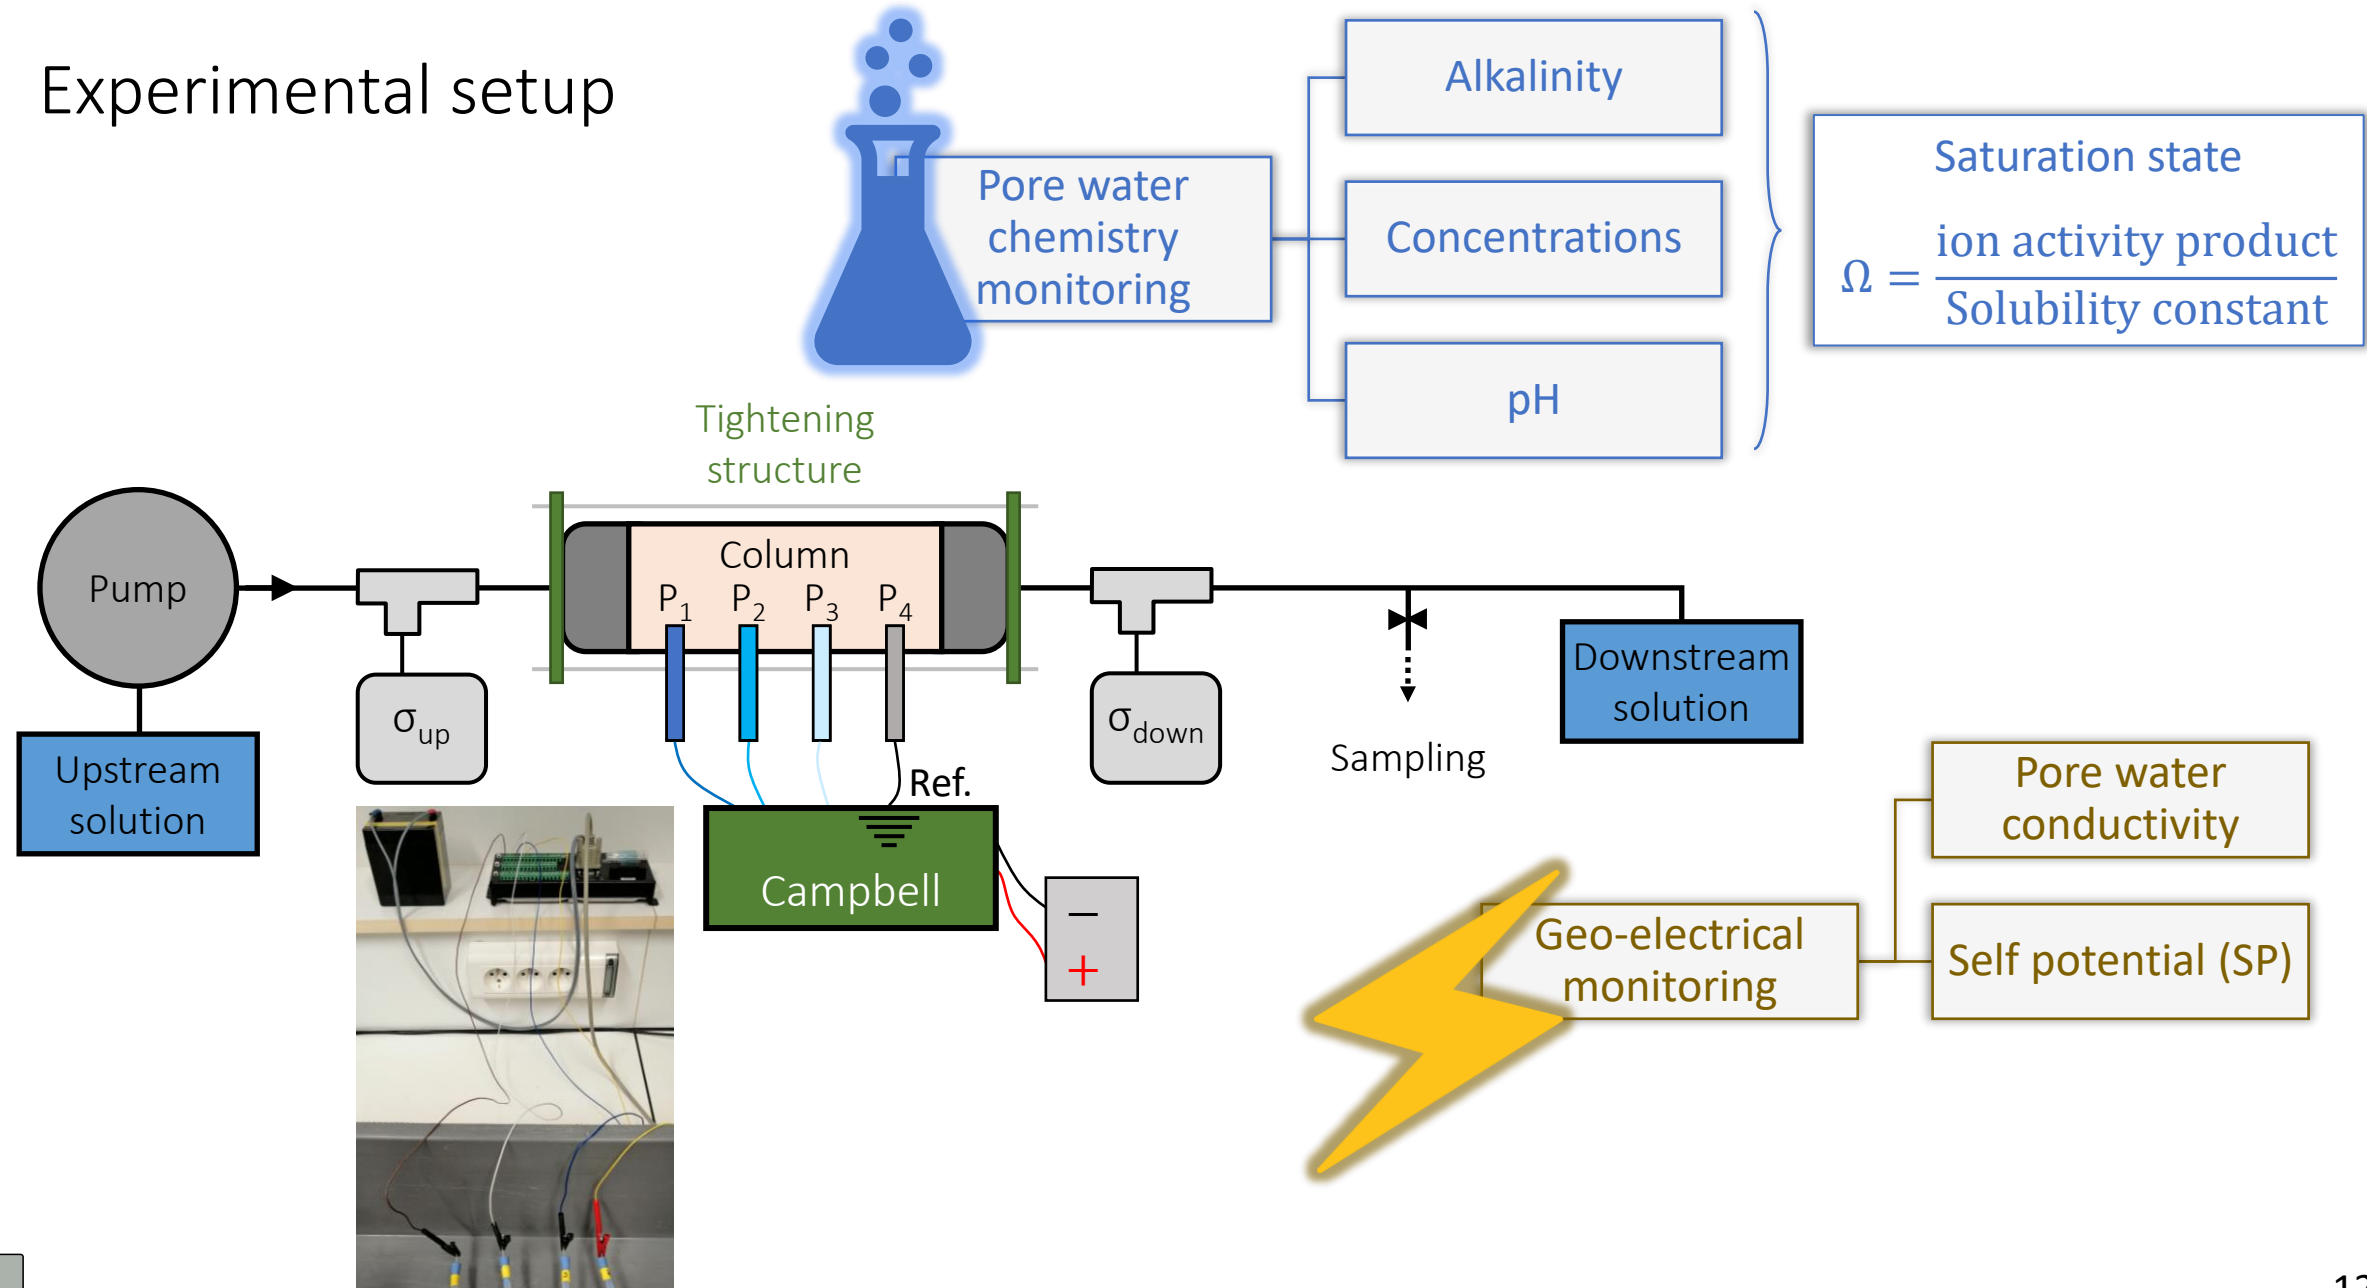 Experimental setup
Pore water
chemistry
monitoring
Alkalinity
Concentrations
pH
Saturation state
Ω = ion activity product
Solubility constant
Tightening
structure
Pump
Column
P1 P2 P3 P4
σup
σdown
Upstream
solution
Sampling
Downstream
solution
Ref.
Campbell
−
+
Geo-electrical
monitoring
Pore water
conductivity
Self potential (SP)